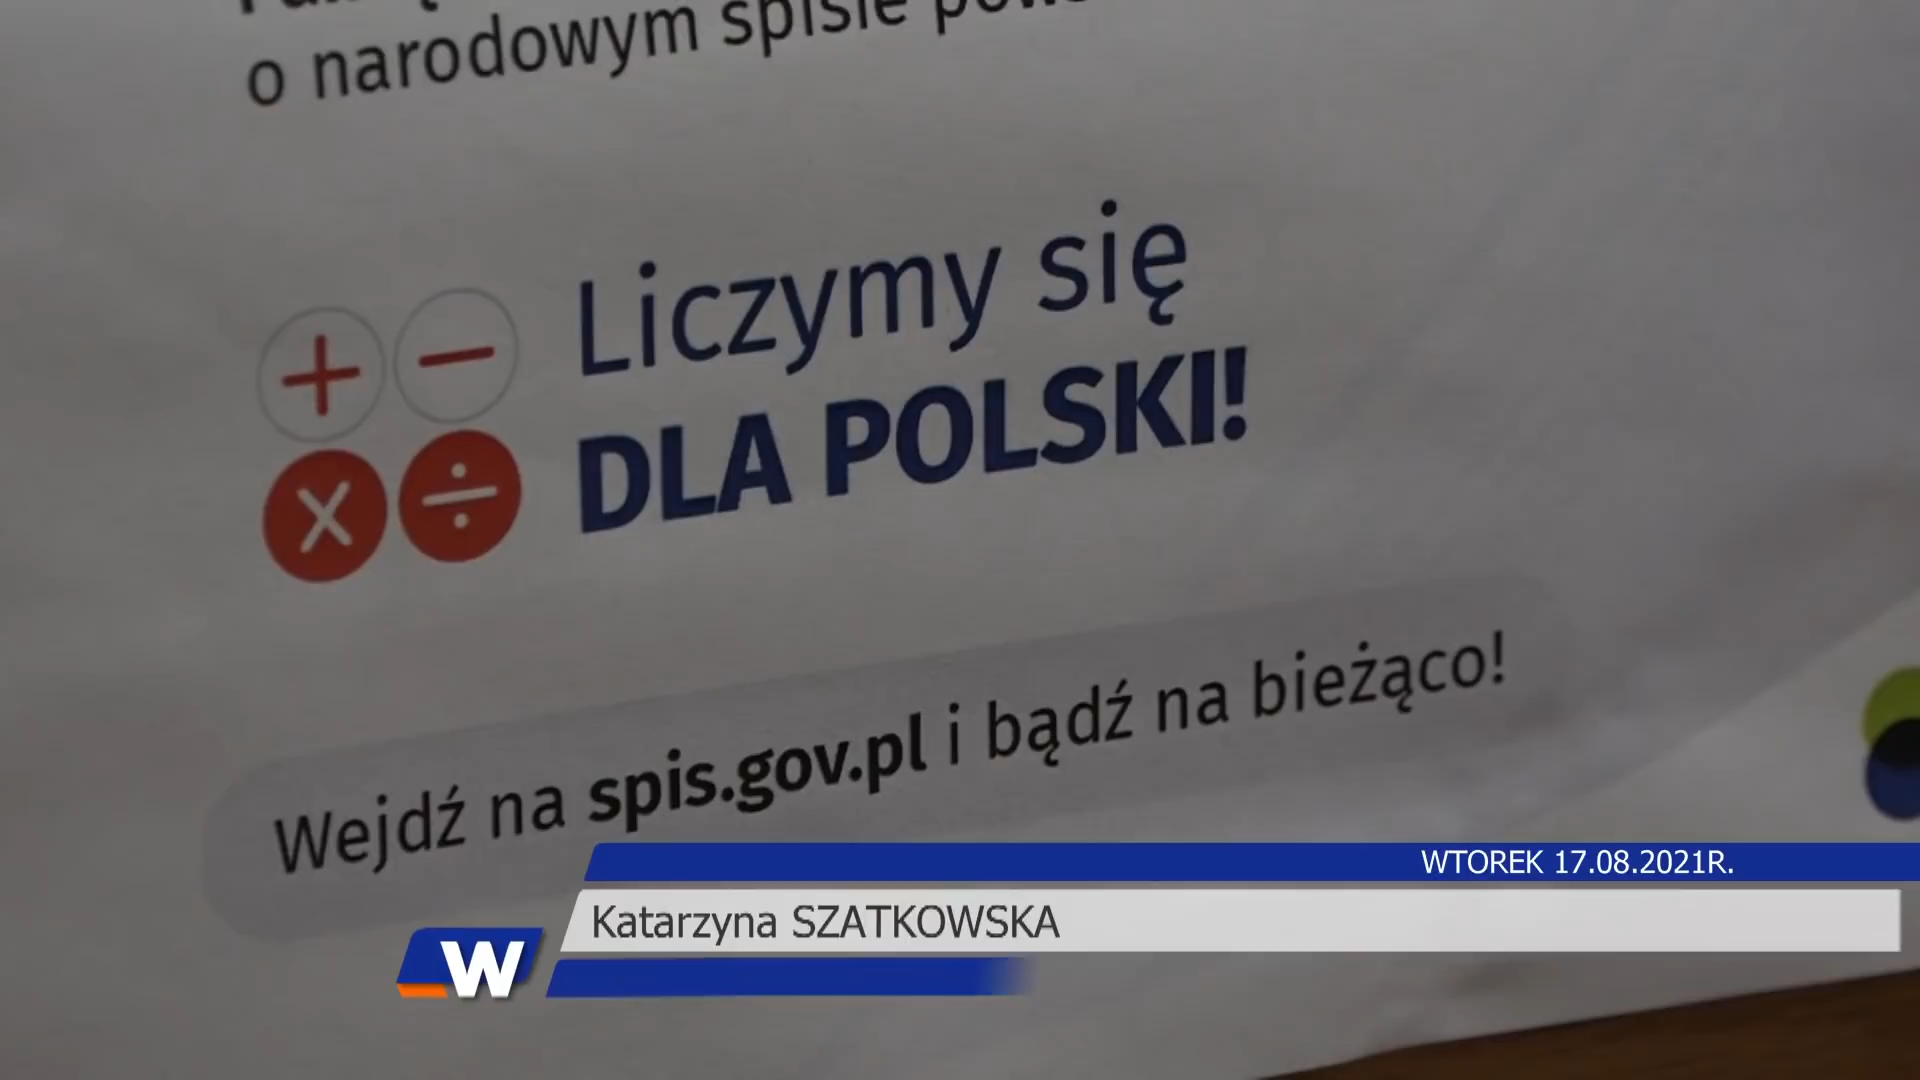 o narodowym spisie
Liczymy się
DLA POLSKI!
Wejdź na spis.gov.pl i bądź na bieżąco!
WTOREK 17.08.2021R.
Katarzyna SZATKOWSKA
W